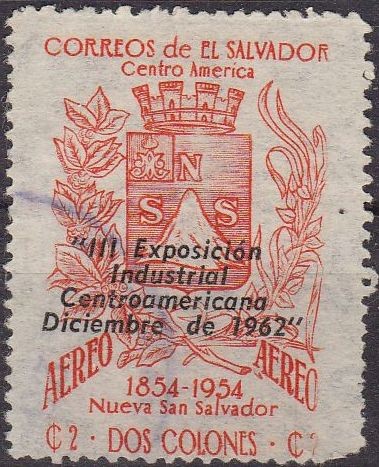 CORREOS de EL SALVADOR
Centro America
N
S S
"III Exposición
Industrial
Centroamericana
Diciembre de 1962"
AEREO AEREO
1854-1954
Nueva San Salvador
₡2 · DOS COLONES · ₡2